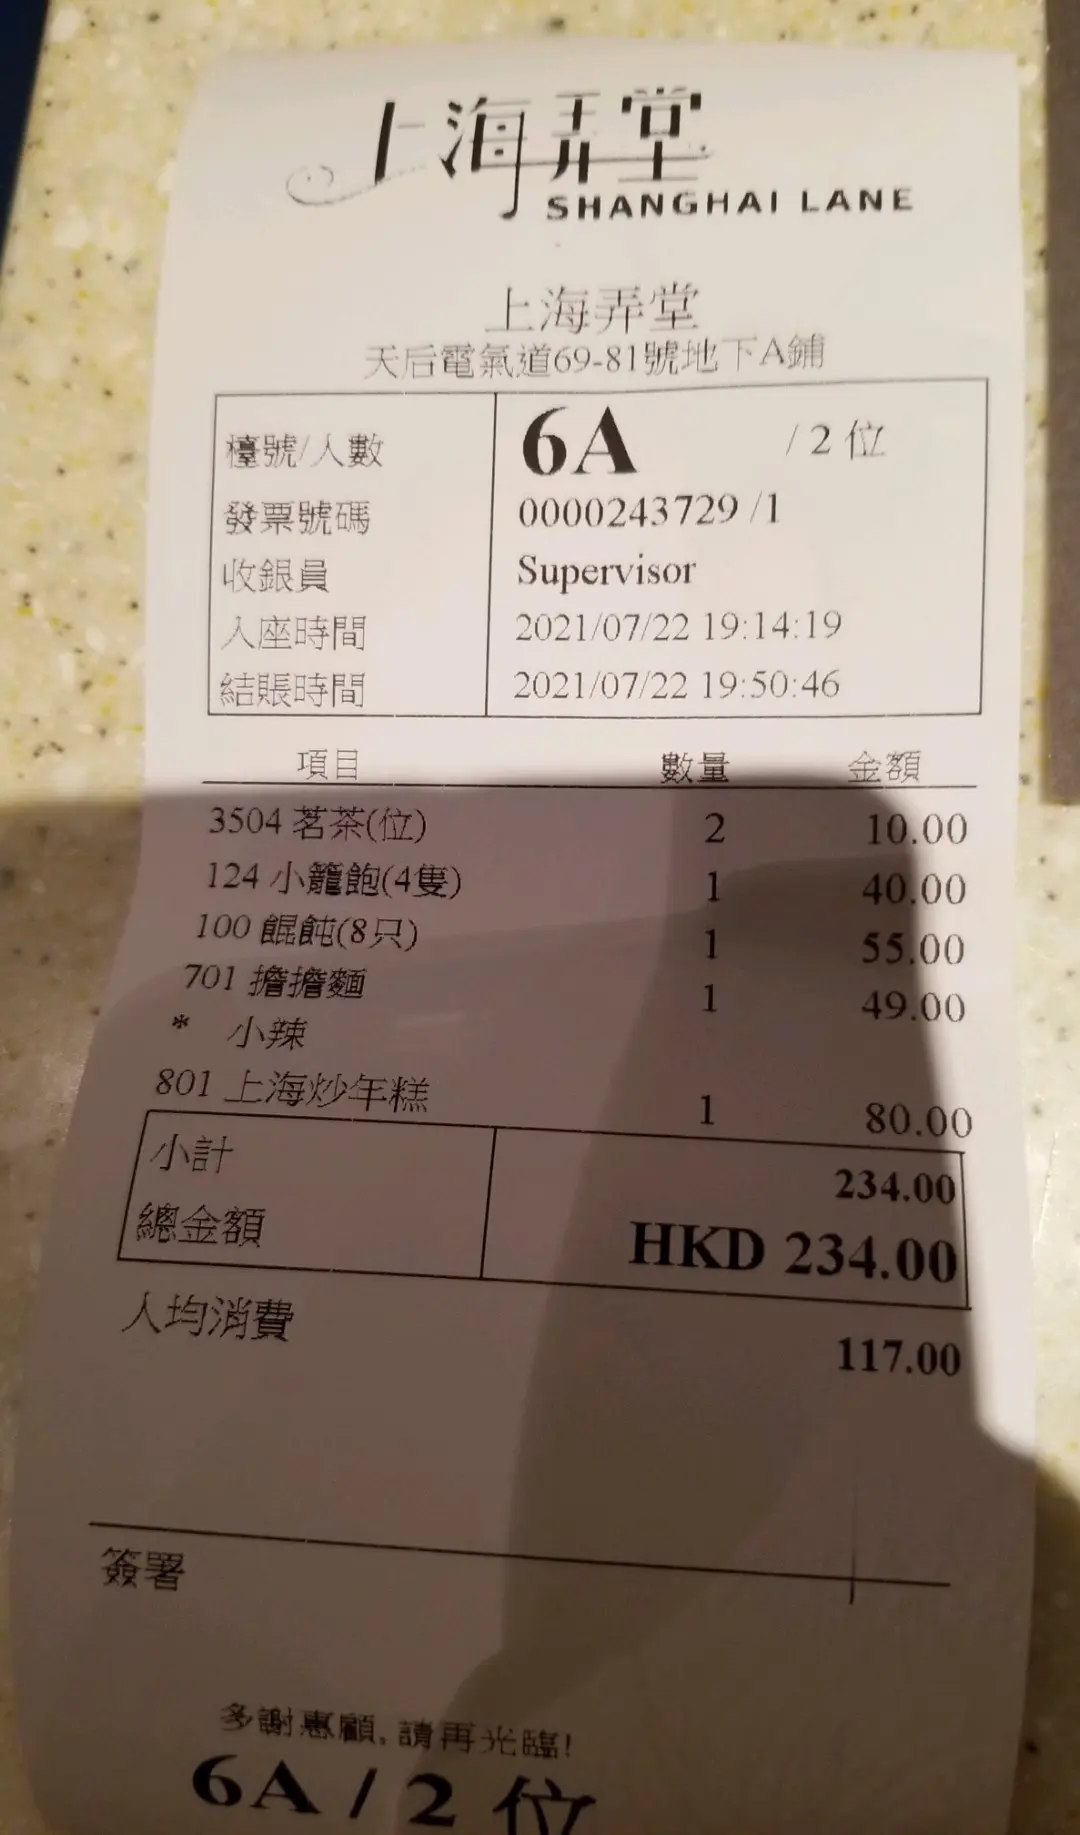 上海弄堂
SHANGHAI LANE
上海弄堂
天后電氣道69-81號地下A鋪
檯號/人數 6A / 2 位
發票號碼 0000243729 /1
收銀員 Supervisor
入座時間 2021/07/22 19:14:19
結賬時間 2021/07/22 19:50:46
項目 數量 金額
3504 茗茶(位) 2 10.00
124 小籠飽(4隻) 1 40.00
100 餛飩(8只) 1 55.00
701 擔擔麵 1 49.00
* 小辣
801 上海炒年糕 1 80.00
小計 234.00
總金額 HKD 234.00
人均消費 117.00
簽署
多謝惠顧, 請再光臨!
6A / 2 位